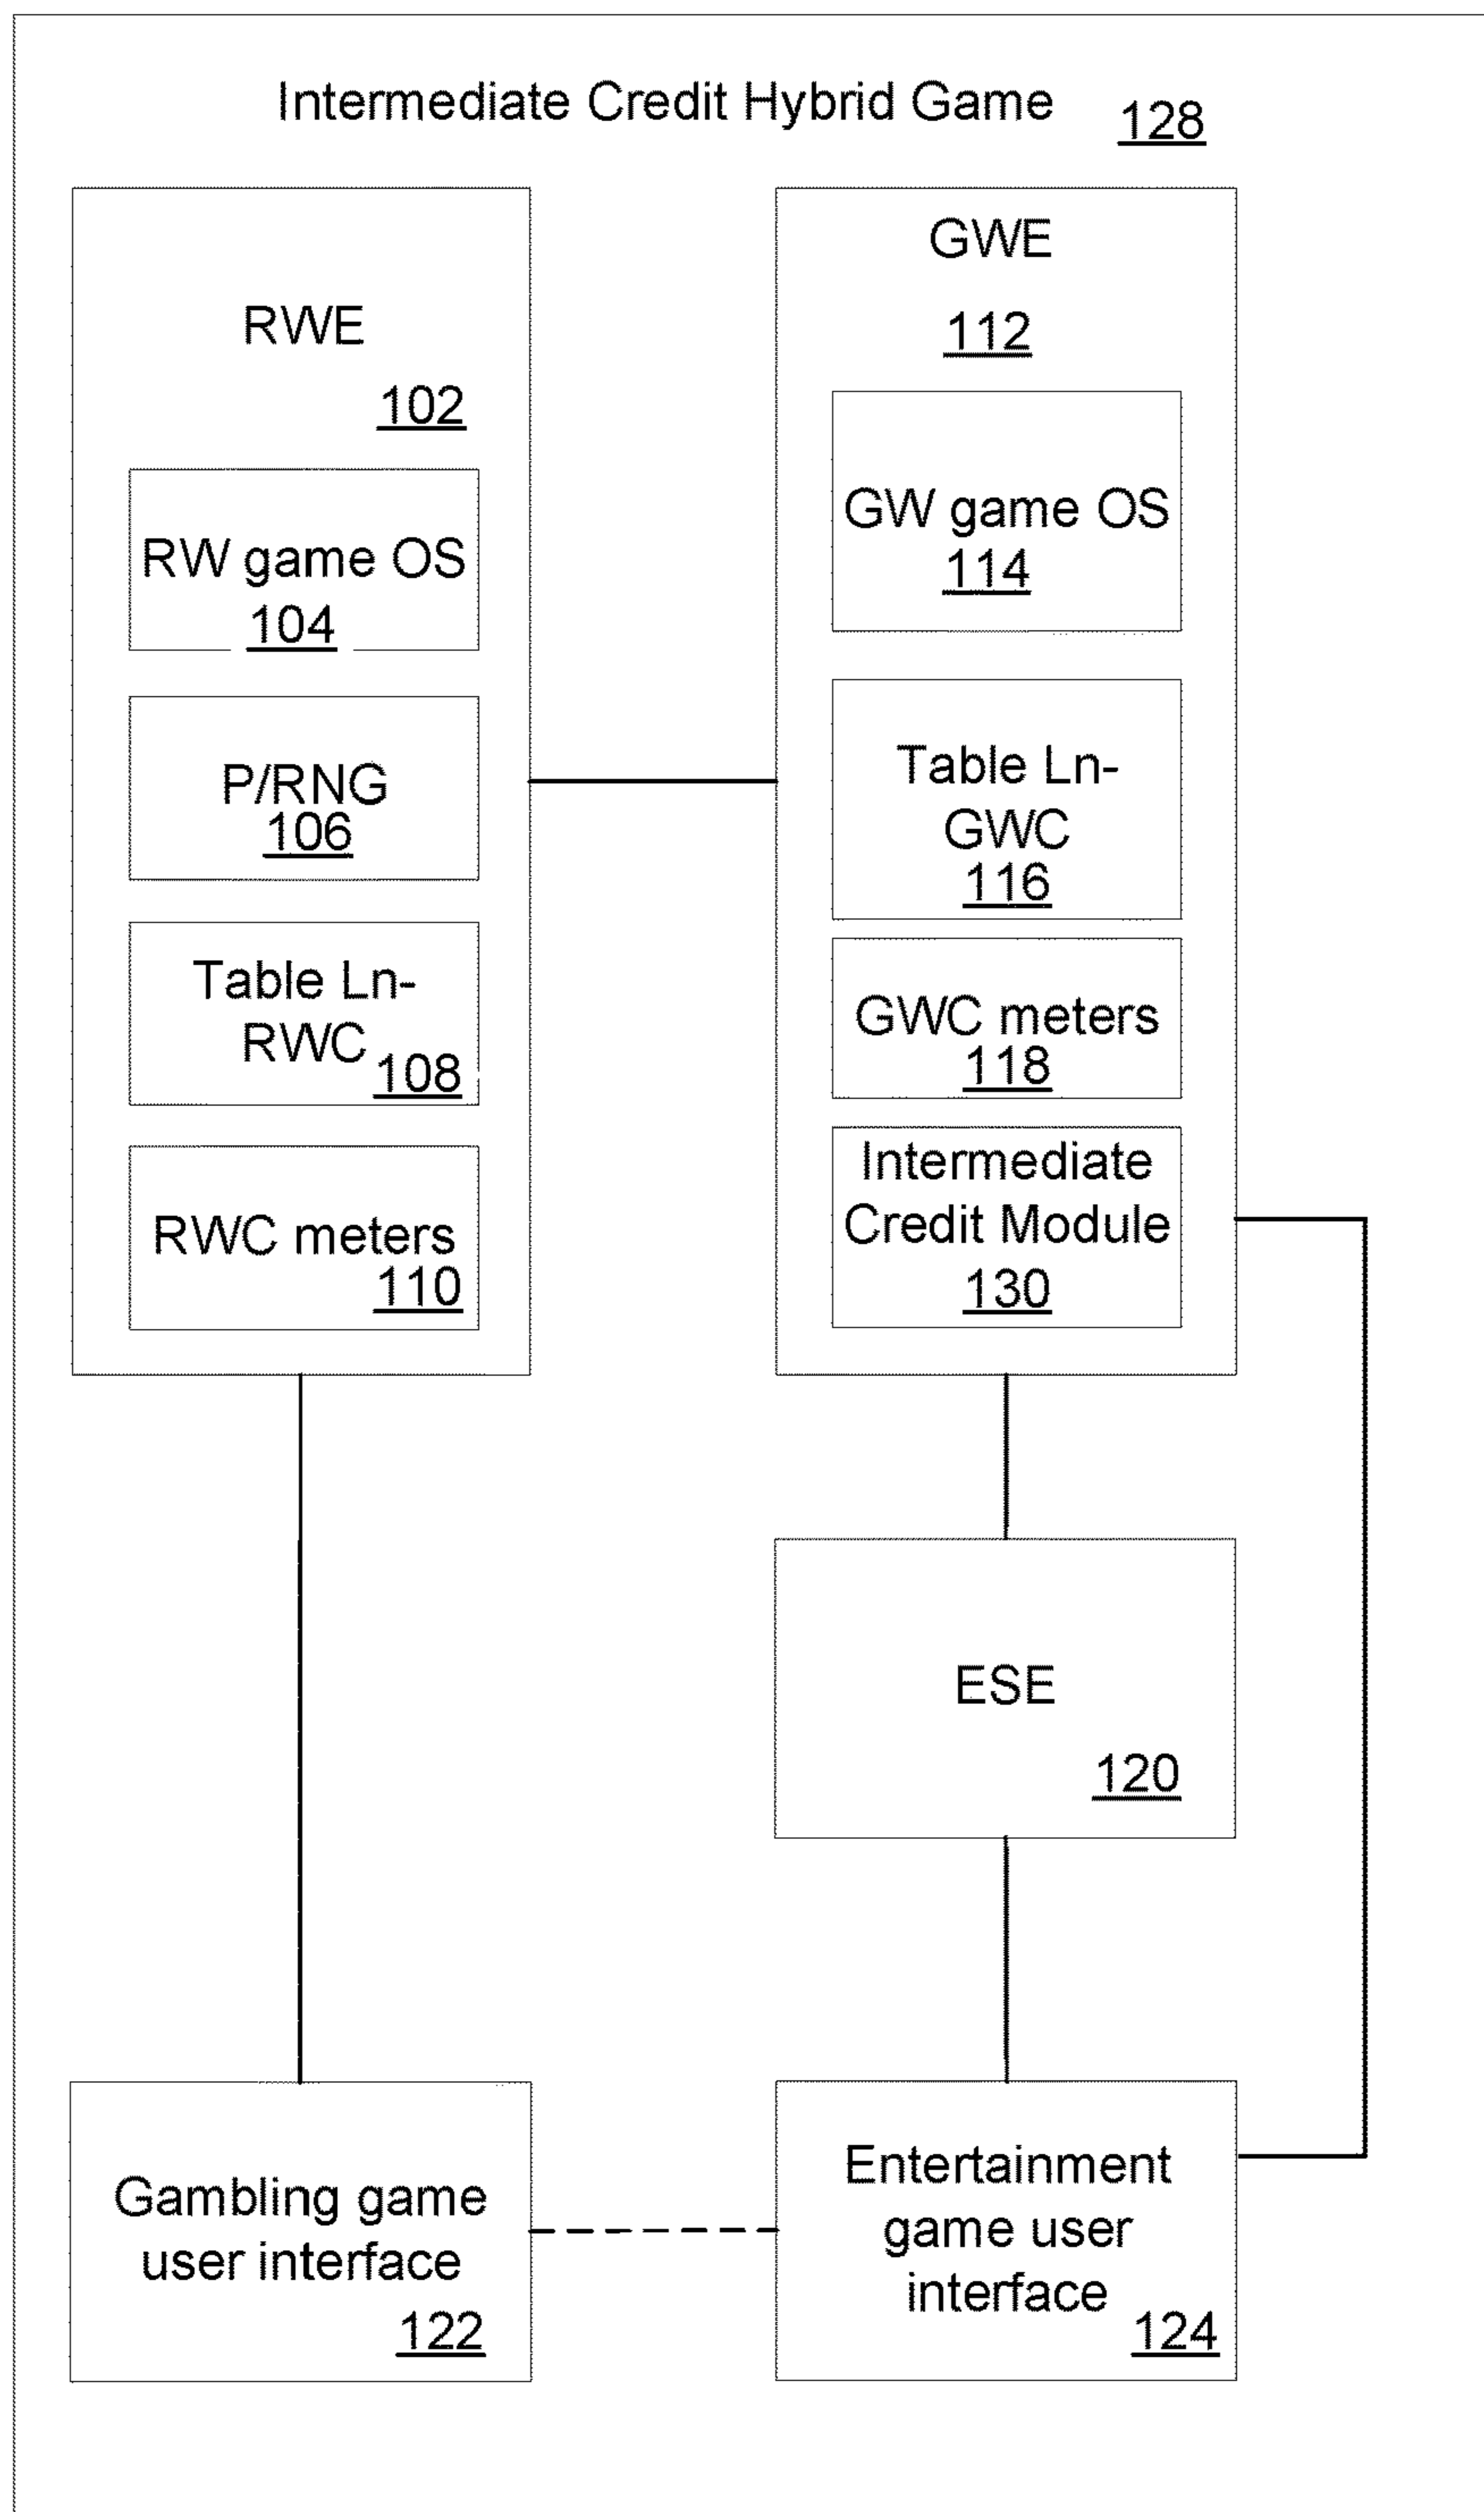 Intermediate Credit Hybrid Game 128
RWE
102
RW game OS
104
P/RNG
106
Table Ln-
RWC 108
RWC meters
110
GWE
112
GW game OS
114
Table Ln-
GWC
116
GWC meters
118
Intermediate
Credit Module
130
ESE
120
Gambling game
user interface
122
Entertainment
game user
interface 124